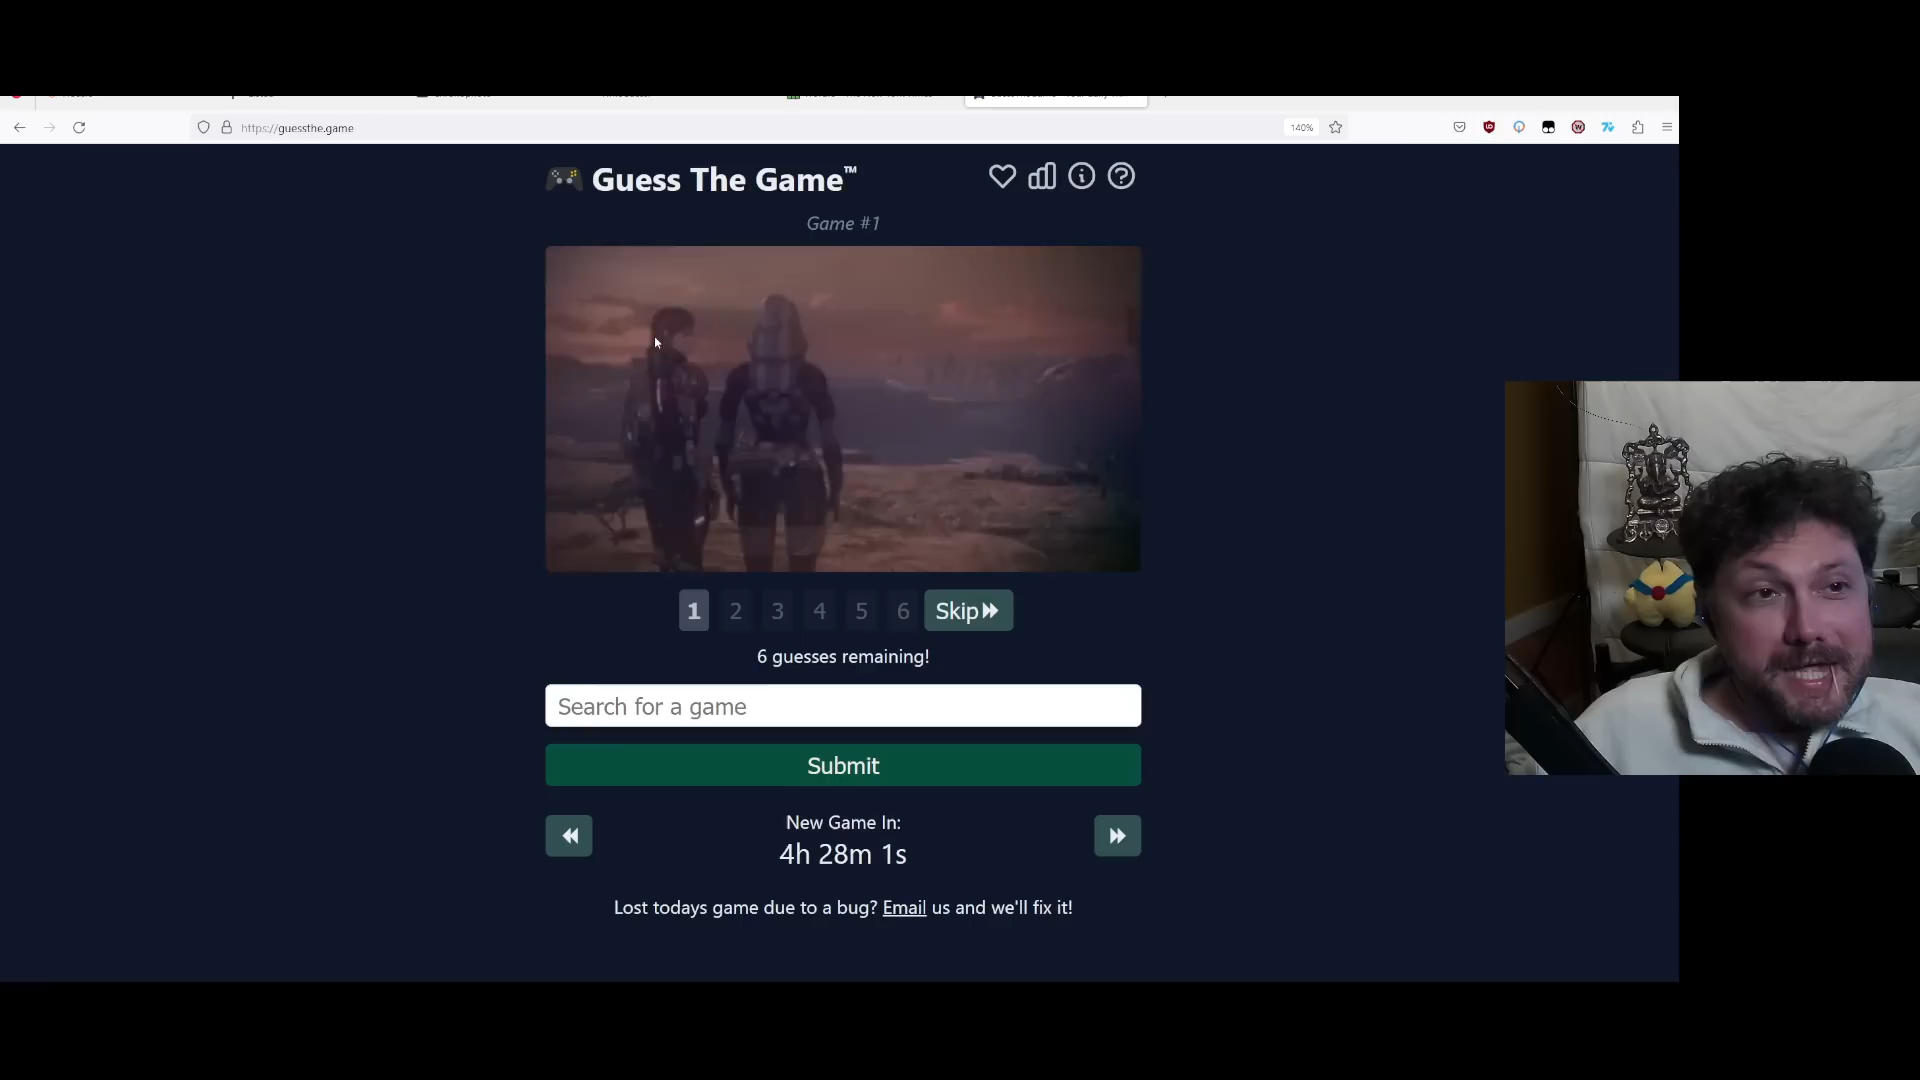 https://guessthe.game
140%
Guess The Game™
Game #1
1 2 3 4 5 6 Skip
6 guesses remaining!
Search for a game
Submit
New Game In:
4h 28m 1s
Lost todays game due to a bug? Email us and we'll fix it!